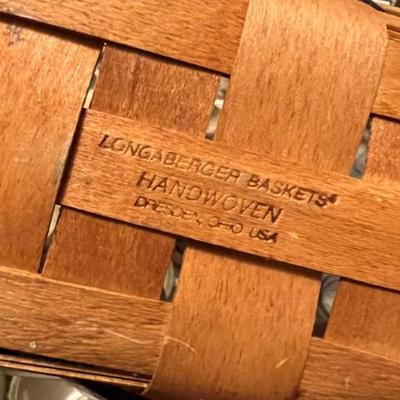 LONGABERGER BASKETS®
HANDWOVEN
DRESDEN, OHIO USA